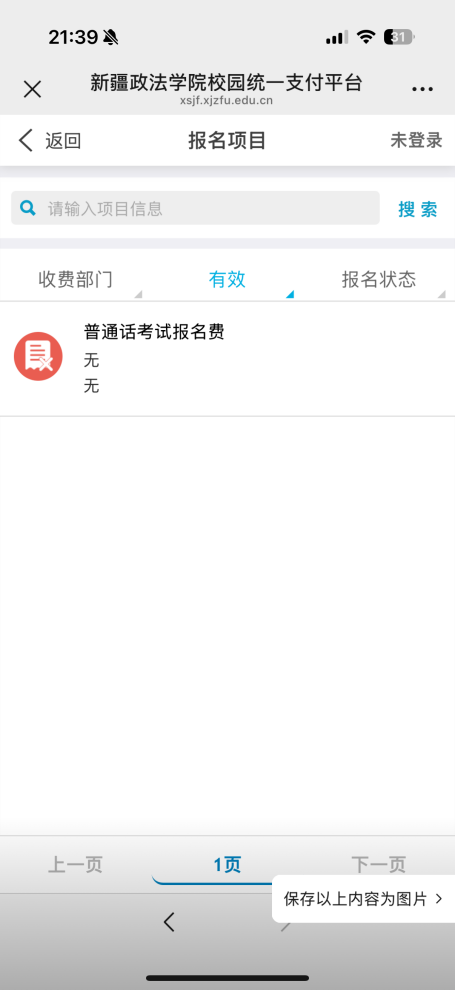 21:39
31
新疆政法学院校园统一支付平台
xsjf.xjzfu.edu.cn
返回
报名项目
未登录
请输入项目信息
搜 索
收费部门
有效
报名状态
普通话考试报名费
无
无
上一页
1页
下一页
保存以上内容为图片